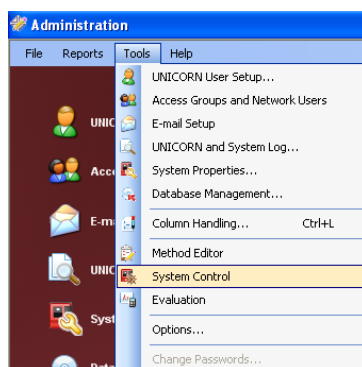 Administration
File Reports Tools Help
UNICORN User Setup...
Access Groups and Network Users
UNIC E-mail Setup
UNICORN and System Log...
Acce System Properties...
Database Management...
E-m Column Handling... Ctrl+L
Method Editor
UNIC System Control
Evaluation
Syst Options...
Change Passwords...